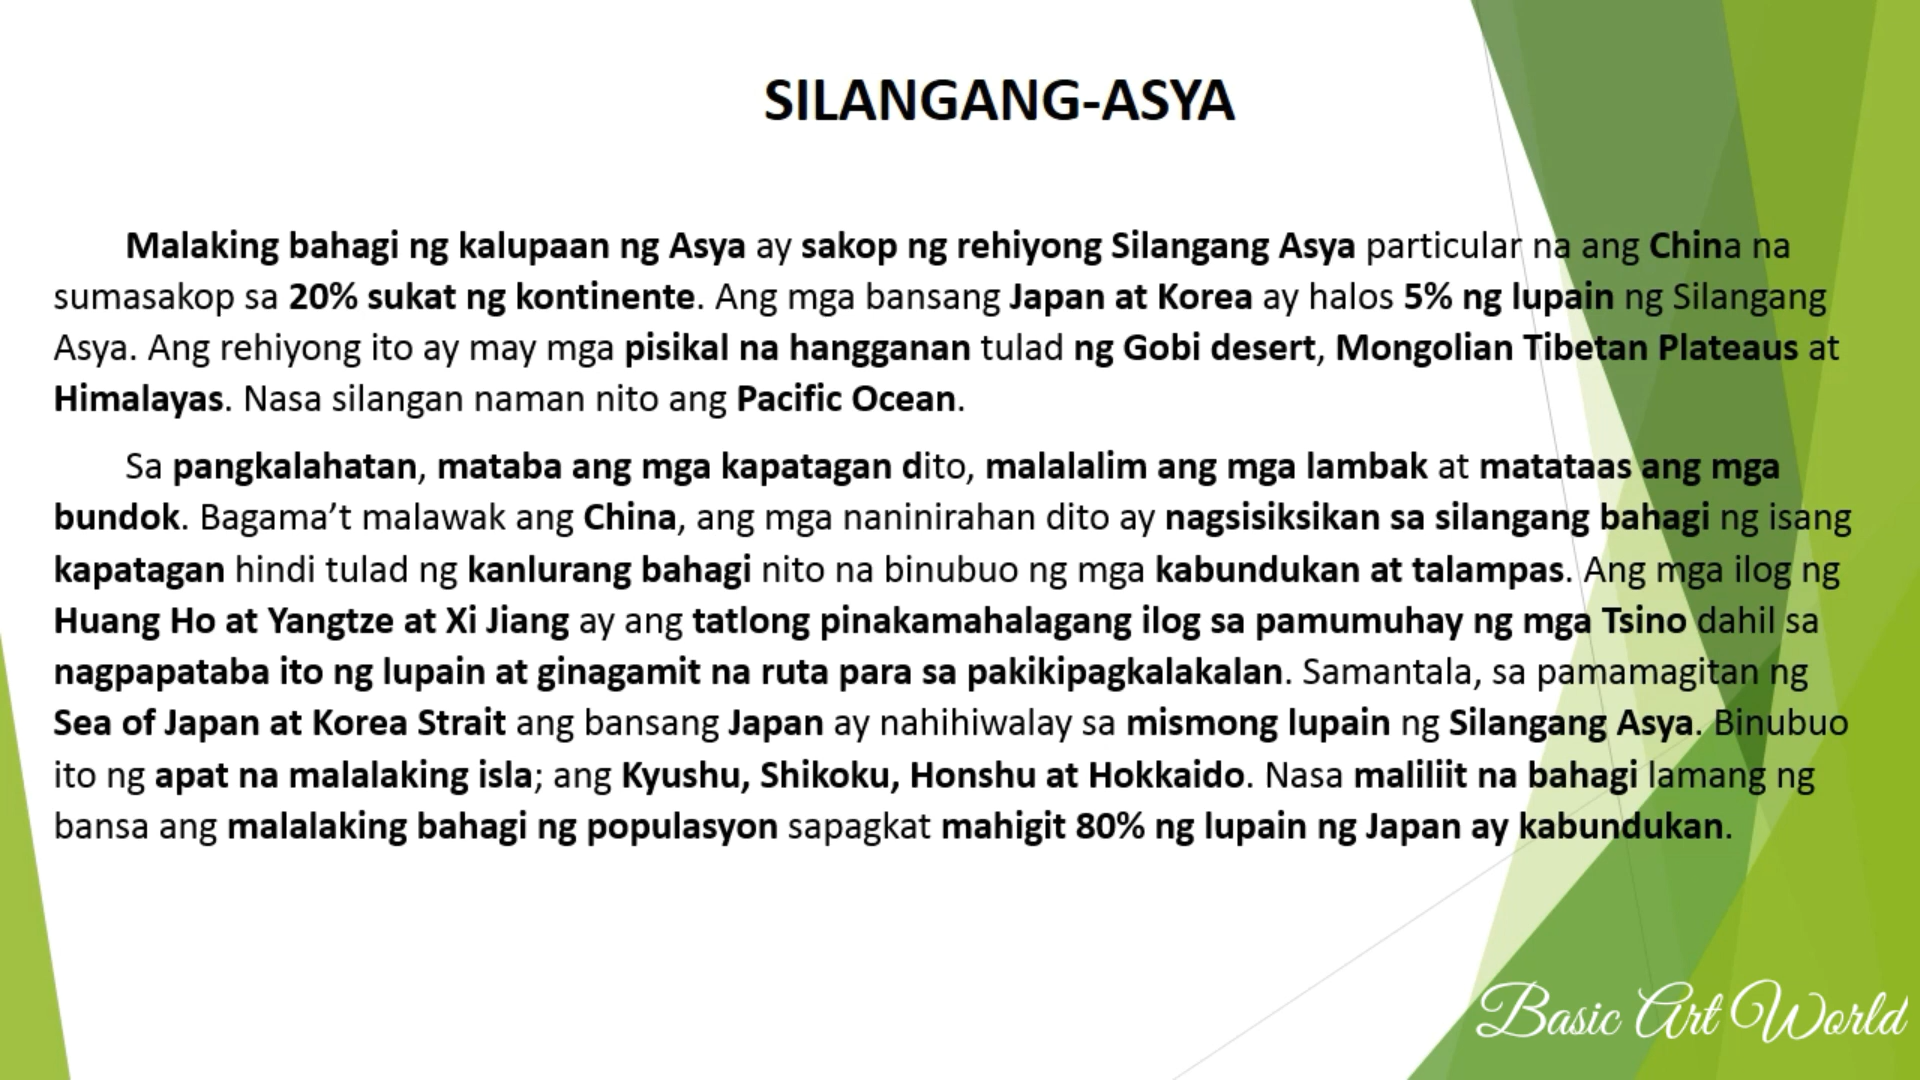 SILANGANG-ASYA
Malaking bahagi ng kalupaan ng Asya ay sakop ng rehiyong Silangang Asya particular na ang China na
sumasakop sa 20% sukat ng kontinente. Ang mga bansang Japan at Korea ay halos 5% ng lupain ng Silangang
Asya. Ang rehiyong ito ay may mga pisikal na hangganan tulad ng Gobi desert, Mongolian Tibetan Plateaus at
Himalayas. Nasa silangan naman nito ang Pacific Ocean.
Sa pangkalahatan, mataba ang mga kapatagan dito, malalalim ang mga lambak at matataas ang mga
bundok. Bagama’t malawak ang China, ang mga naninirahan dito ay nagsisiksikan sa silangang bahagi ng isang
kapatagan hindi tulad ng kanlurang bahagi nito na binubuo ng mga kabundukan at talampas. Ang mga ilog ng
Huang Ho at Yangtze at Xi Jiang ay ang tatlong pinakamahalagang ilog sa pamumuhay ng mga Tsino dahil sa
nagpapataba ito ng lupain at ginagamit na ruta para sa pakikipagkalakalan. Samantala, sa pamamagitan ng
Sea of Japan at Korea Strait ang bansang Japan ay nahihiwalay sa mismong lupain ng Silangang Asya. Binubuo
ito ng apat na malalaking isla; ang Kyushu, Shikoku, Honshu at Hokkaido. Nasa maliliit na bahagi lamang ng
bansa ang malalaking bahagi ng populasyon sapagkat mahigit 80% ng lupain ng Japan ay kabundukan.
Basic Art World